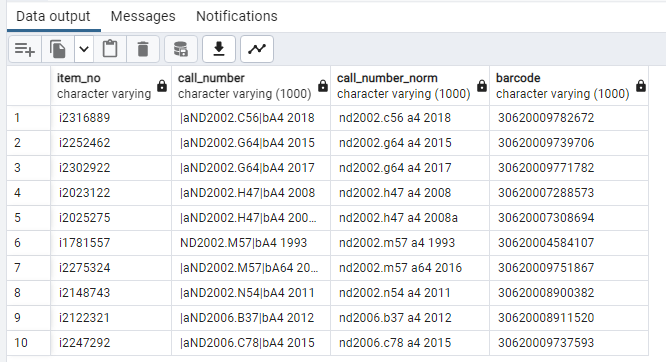 Data output Messages Notifications
item_no call_number call_number_norm barcode
character varying character varying (1000) character varying (1000) character varying (1000)
1 i2316889 |aND2002.C56|bA4 2018 nd2002.c56 a4 2018 30620009782672
2 i2252462 |aND2002.G64|bA4 2015 nd2002.g64 a4 2015 30620009739706
3 i2302922 |aND2002.G64|bA4 2017 nd2002.g64 a4 2017 30620009771782
4 i2023122 |aND2002.H47|bA4 2008 nd2002.h47 a4 2008 30620007288573
5 i2025275 |aND2002.H47|bA4 200... nd2002.h47 a4 2008a 30620007308694
6 i1781557 ND2002.M57|bA4 1993 nd2002.m57 a4 1993 30620004584107
7 i2275324 |aND2002.M57|bA64 20... nd2002.m57 a64 2016 30620009751867
8 i2148743 |aND2002.N54|bA4 2011 nd2002.n54 a4 2011 30620008900382
9 i2122321 |aND2006.B37|bA4 2012 nd2006.b37 a4 2012 30620008911520
10 i2247292 |aND2006.C78|bA4 2015 nd2006.c78 a4 2015 30620009737593